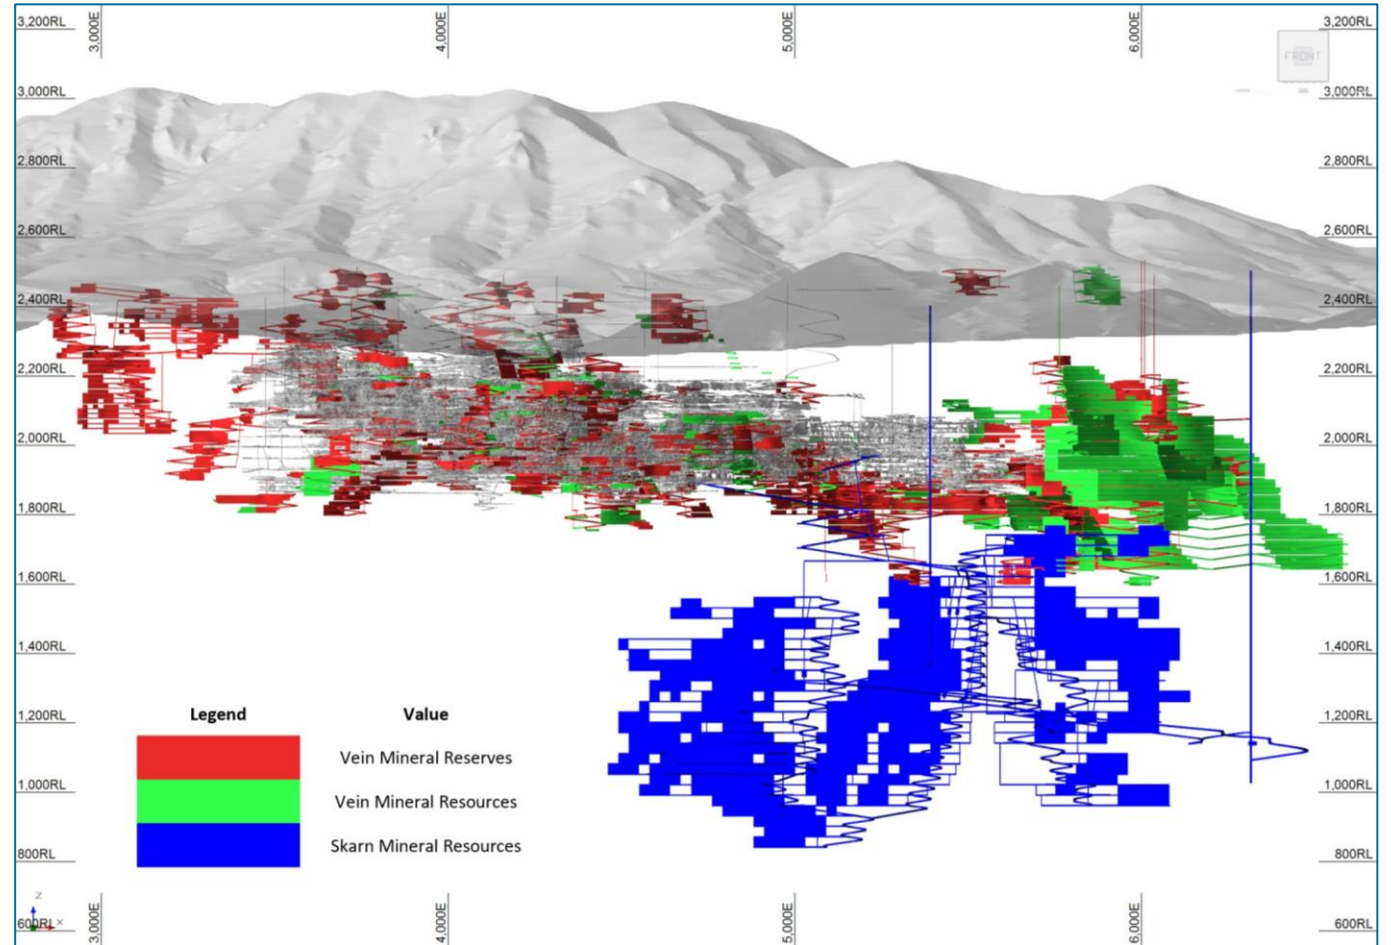 3,000E 4,000E 5,000E 6,000E
3,200RL 3,200RL
FRONT
3,000RL 3,000RL
2,800RL 2,800RL
2,600RL 2,600RL
2,400RL 2,400RL
2,200RL 2,200RL
2,000RL 2,000RL
1,800RL 1,800RL
1,600RL 1,600RL
1,400RL 1,400RL
1,200RL 1,200RL
Legend Value
Vein Mineral Reserves
1,000RL 1,000RL
Vein Mineral Resources
Skarn Mineral Resources
800RL 800RL
Z
X
600RL 600RL
3,000E 4,000E 5,000E 6,000E